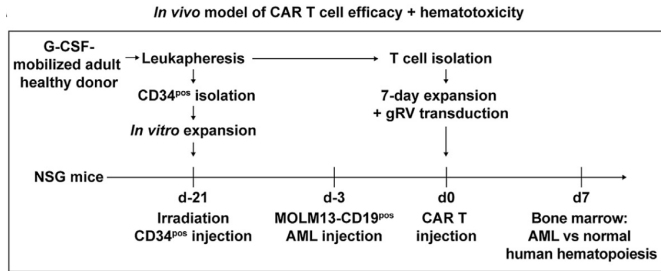 In vivo model of CAR T cell efficacy + hematotoxicity
G-CSF-
mobilized adult
healthy donor
Leukapheresis
T cell isolation
CD34pos isolation
7-day expansion
+ gRV transduction
In vitro expansion
NSG mice
d-21
d-3
d0
d7
Irradiation
CD34pos injection
MOLM13-CD19pos
AML injection
CAR T
injection
Bone marrow:
AML vs normal
human hematopoiesis